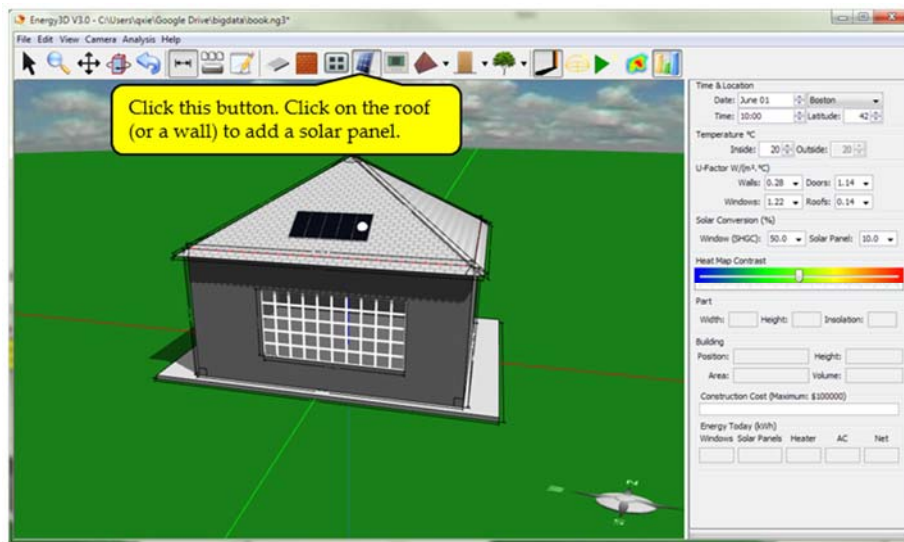 Energy3D V3.0 - C:\Users\qxie\Google Drive\bigdata\book.ng3*
File Edit View Camera Analysis Help
Click this button. Click on the roof
(or a wall) to add a solar panel.
Time & Location
Date: June 01 Boston
Time: 10:00 Latitude: 42
Temperature °C
Inside: 20 Outside: 20
U-Factor W/(m².°C)
Walls: 0.28 Doors: 1.14
Windows: 1.22 Roofs: 0.14
Solar Conversion (%)
Window (SHGC): 50.0 Solar Panel: 10.0
Heat Map Contrast
Part
Width: Height: Insolation:
Building
Position: Height:
Area: Volume:
Construction Cost (Maximum: $100000)
Energy Today (kWh)
Windows Solar Panels Heater AC Net